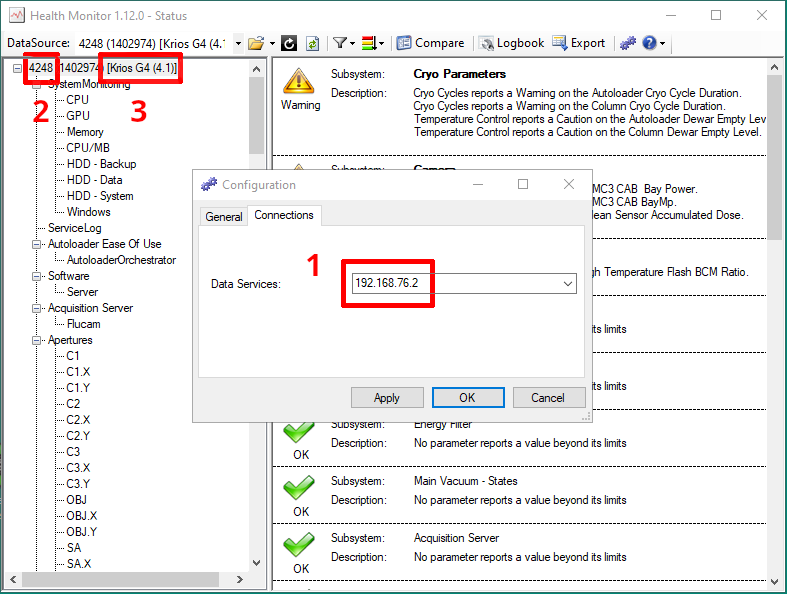 Health Monitor 1.12.0 - Status
DataSource: 4248 (1402974) [Krios G4 (4.1 Compare Logbook Export
4248 (1402974) [Krios G4 (4.1)]
2
3
SystemMonitoring
CPU
GPU
Memory
CPU/MB
HDD - Backup
HDD - Data
HDD - System
Windows
ServiceLog
Autoloader Ease Of Use
AutoloaderOrchestrator
Software
Server
Acquisition Server
Flucam
Apertures
C1
C1.X
C1.Y
C2
C2.X
C2.Y
C3
C3.X
C3.Y
OBJ
OBJ.X
OBJ.Y
SA
SA.X
Warning
Subsystem: Cryo Parameters
Description: Cryo Cycles reports a Warning on the Autoloader Cryo Cycle Duration.
Cryo Cycles reports a Warning on the Column Cryo Cycle Duration.
Temperature Control reports a Caution on the Autoloader Dewar Empty Lev
Temperature Control reports a Caution on the Column Dewar Empty Level.
Subsystem: Camera
MC3 CAB Bay Power.
MC3 CAB BayMp.
ean Sensor Accumulated Dose.
gh Temperature Flash BCM Ratio.
its limits
its limits
Configuration
General Connections
1
Data Services: 192.168.76.2
Apply OK Cancel
OK
Subsystem: Energy Filter
Description: No parameter reports a value beyond its limits
OK
Subsystem: Main Vacuum - States
Description: No parameter reports a value beyond its limits
OK
Subsystem: Acquisition Server
Description: No parameter reports a value beyond its limits